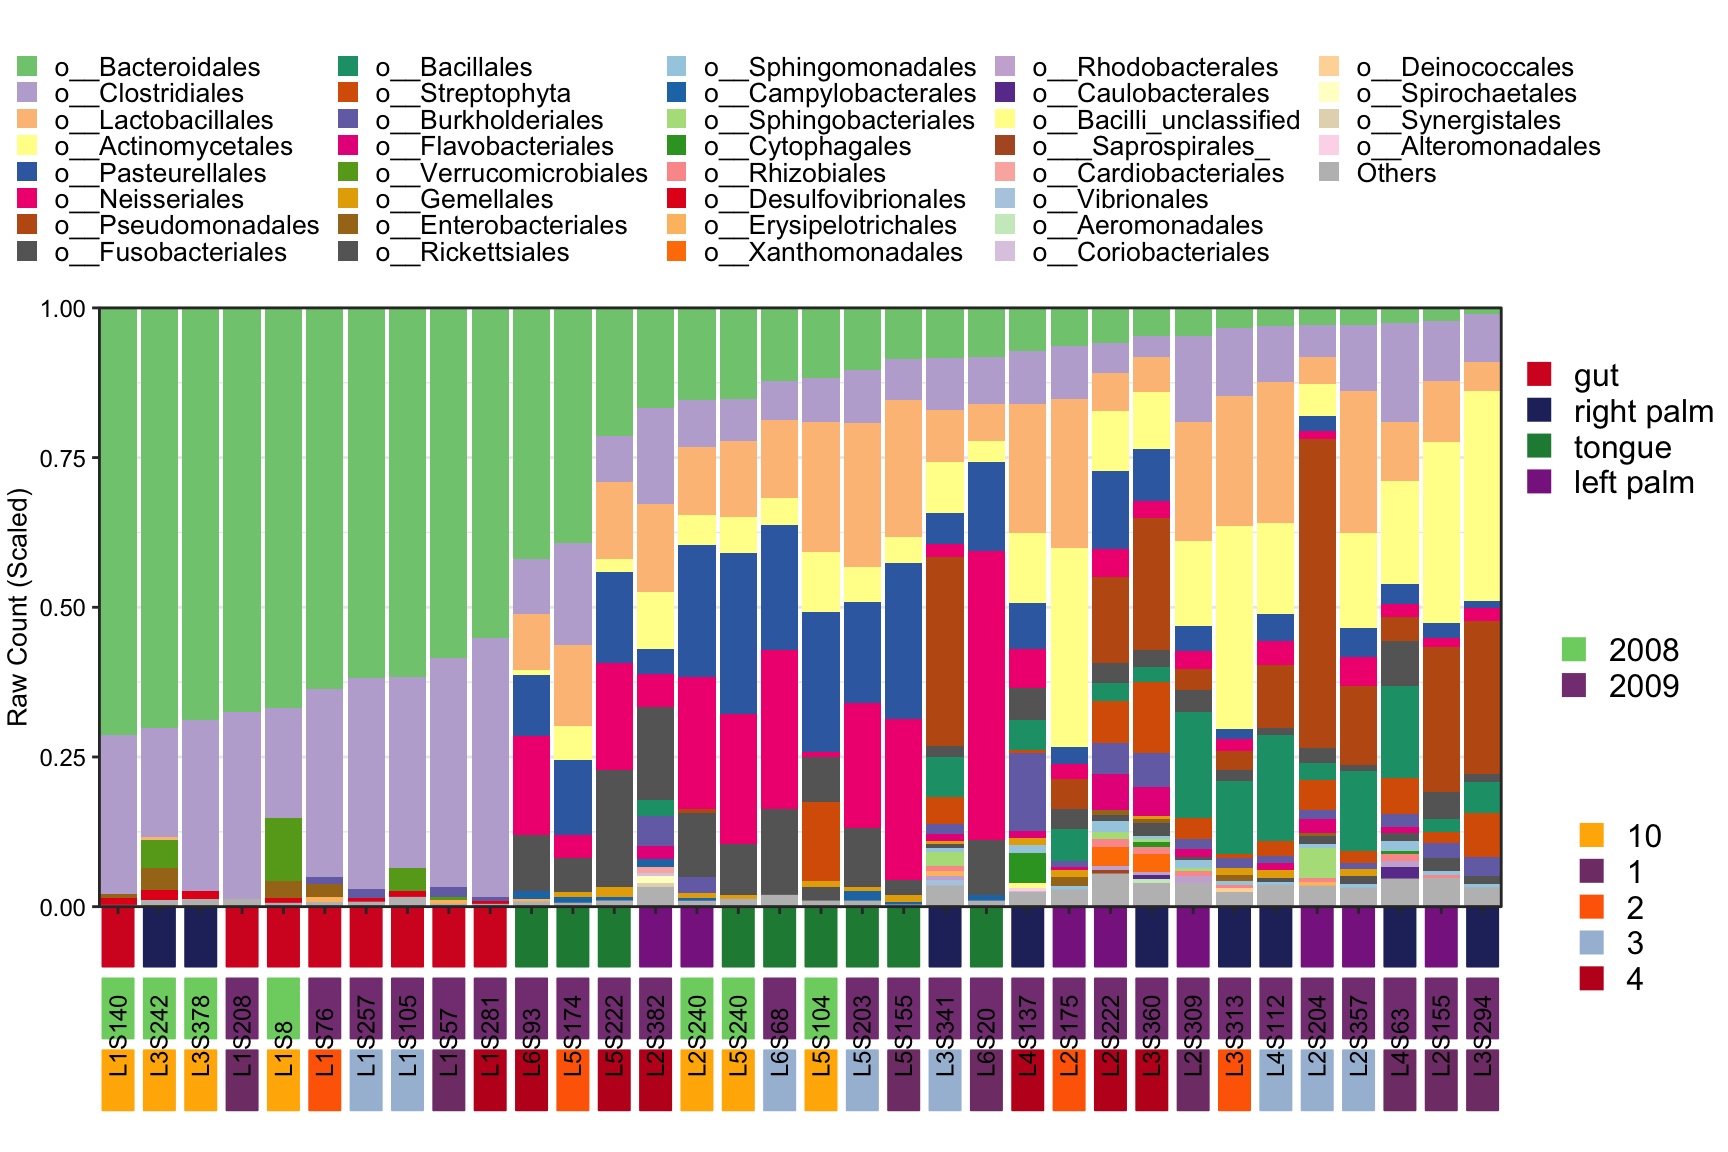 o__Bacteroidales o__Bacillales o__Sphingomonadales o__Rhodobacterales o__Deinococcales
o__Clostridiales o__Streptophyta o__Campylobacterales o__Caulobacterales o__Spirochaetales
o__Lactobacillales o__Burkholderiales o__Sphingobacteriales o__Bacilli_unclassified o__Synergistales
o__Actinomycetales o__Flavobacteriales o__Cytophagales o___Saprospirales_ o__Alteromonadales
o__Pasteurellales o__Verrucomicrobiales o__Rhizobiales o__Cardiobacteriales Others
o__Neisseriales o__Gemellales o__Desulfovibrionales o__Vibrionales
o__Pseudomonadales o__Enterobacteriales o__Erysipelotrichales o__Aeromonadales
o__Fusobacteriales o__Rickettsiales o__Xanthomonadales o__Coriobacteriales
Raw Count (Scaled)
1.00
0.75
0.50
0.25
0.00
gut
right palm
tongue
left palm
2008
2009
10
1
2
3
4
L1S140
L3S242
L3S378
L1S208
L1S8
L1S76
L1S257
L1S105
L1S57
L1S281
L6S93
L5S174
L5S222
L2S382
L2S240
L5S240
L6S68
L5S104
L5S203
L5S155
L3S341
L6S20
L4S137
L2S175
L2S222
L3S360
L2S309
L3S313
L4S112
L2S204
L2S357
L4S63
L2S155
L3S294